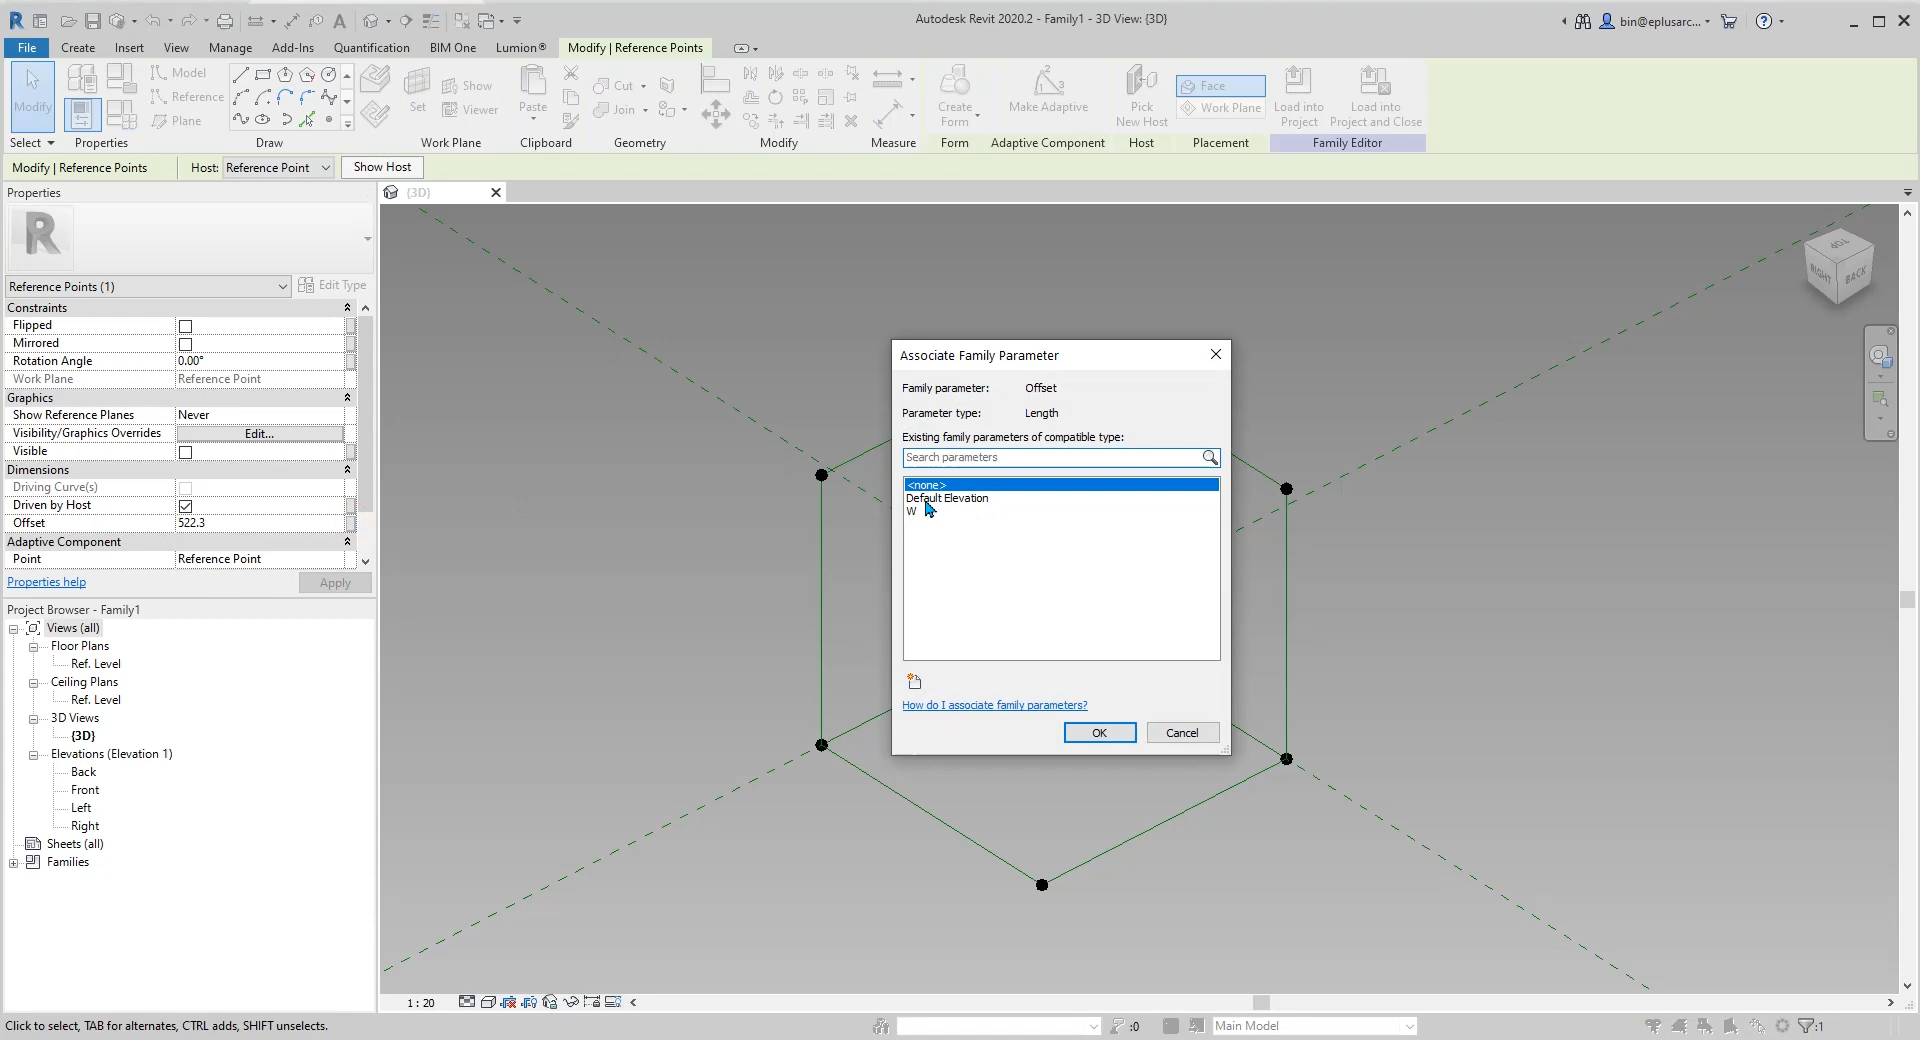 Autodesk Revit 2020.2 - Family1 - 3D View: {3D}
bin@eplusarc...
File Create Insert View Manage Add-Ins Quantification BIM One Lumion® Modify | Reference Points
Modify
Model
Reference
Plane
Set
Show
Viewer
Paste
Cut
Join
Create
Form
Make Adaptive
Pick
New Host
Face
Work Plane
Load into
Project
Load into
Project and Close
Select Properties Draw Work Plane Clipboard Geometry Modify Measure Form Adaptive Component Host Placement Family Editor
Modify | Reference Points Host: Reference Point Show Host
Properties
{3D}
R
Reference Points (1) Edit Type
Constraints
Flipped
Mirrored
Rotation Angle 0.00°
Work Plane Reference Point
Graphics
Show Reference Planes Never
Visibility/Graphics Overrides Edit...
Visible
Dimensions
Driving Curve(s)
Driven by Host
Offset 522.3
Adaptive Component
Point Reference Point
Properties help Apply
Project Browser - Family1
Views (all)
Floor Plans
Ref. Level
Ceiling Plans
Ref. Level
3D Views
{3D}
Elevations (Elevation 1)
Back
Front
Left
Right
Sheets (all)
Families
TOP
RIGHT BACK
Associate Family Parameter
Family parameter: Offset
Parameter type: Length
Existing family parameters of compatible type:
Search parameters
<none>
Default Elevation
W
How do I associate family parameters?
OK Cancel
1 : 20
Click to select, TAB for alternates, CTRL adds, SHIFT unselects.
:0 Main Model :1